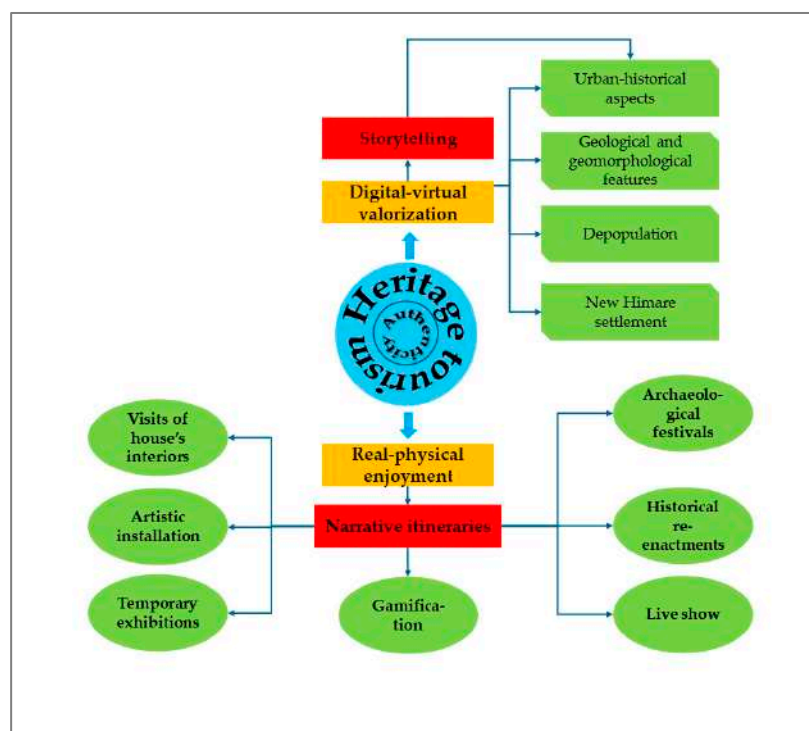 Urban-historical
aspects
Storytelling
Geological and
geomorphological
features
Digital-virtual
valorization
Depopulation
New Himare
settlement
Heritage tourism
Authenticity
Archaeolo-
gical
festivals
Visits of
house's
interiors
Real-physical
enjoyment
Artistic
installation
Narrative itineraries
Historical
re-
enactments
Temporary
exhibitions
Gamifica-
tion
Live show